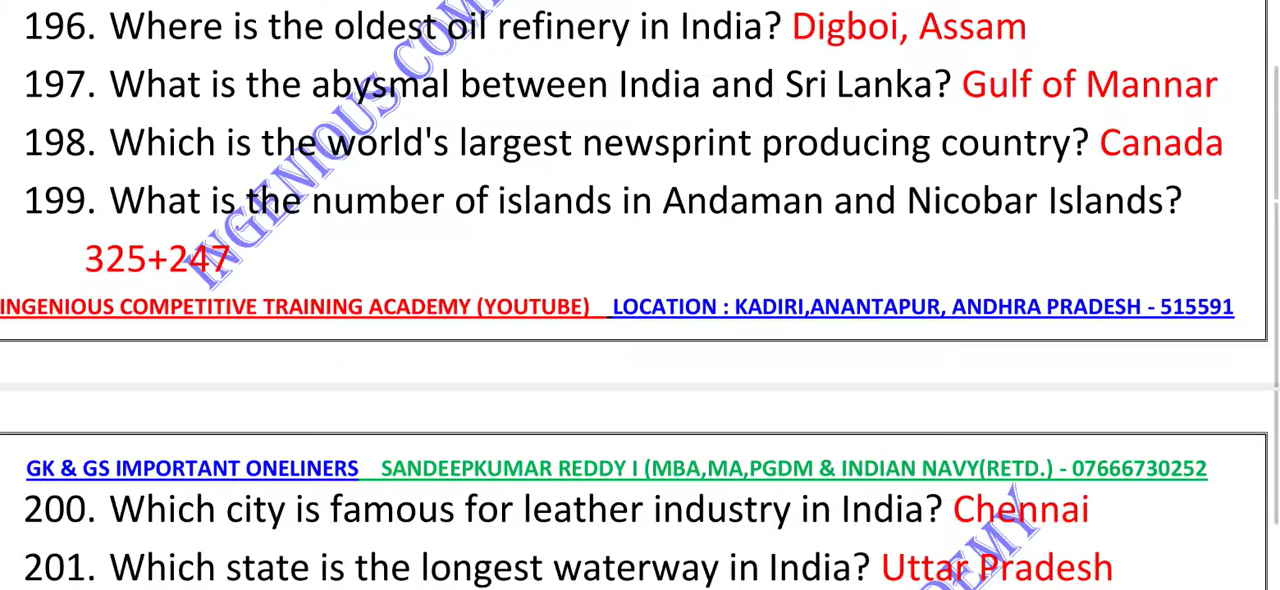 196. Where is the oldest oil refinery in India? Digboi, Assam
197. What is the abysmal between India and Sri Lanka? Gulf of Mannar
198. Which is the world's largest newsprint producing country? Canada
199. What is the number of islands in Andaman and Nicobar Islands?
325+247
INGENIOUS COMPETITIVE TRAINING ACADEMY (YOUTUBE) LOCATION : KADIRI,ANANTAPUR, ANDHRA PRADESH - 515591
GK & GS IMPORTANT ONELINERS SANDEEPKUMAR REDDY I (MBA,MA,PGDM & INDIAN NAVY(RETD.) - 07666730252
200. Which city is famous for leather industry in India? Chennai
201. Which state is the longest waterway in India? Uttar Pradesh
INGENIOUS